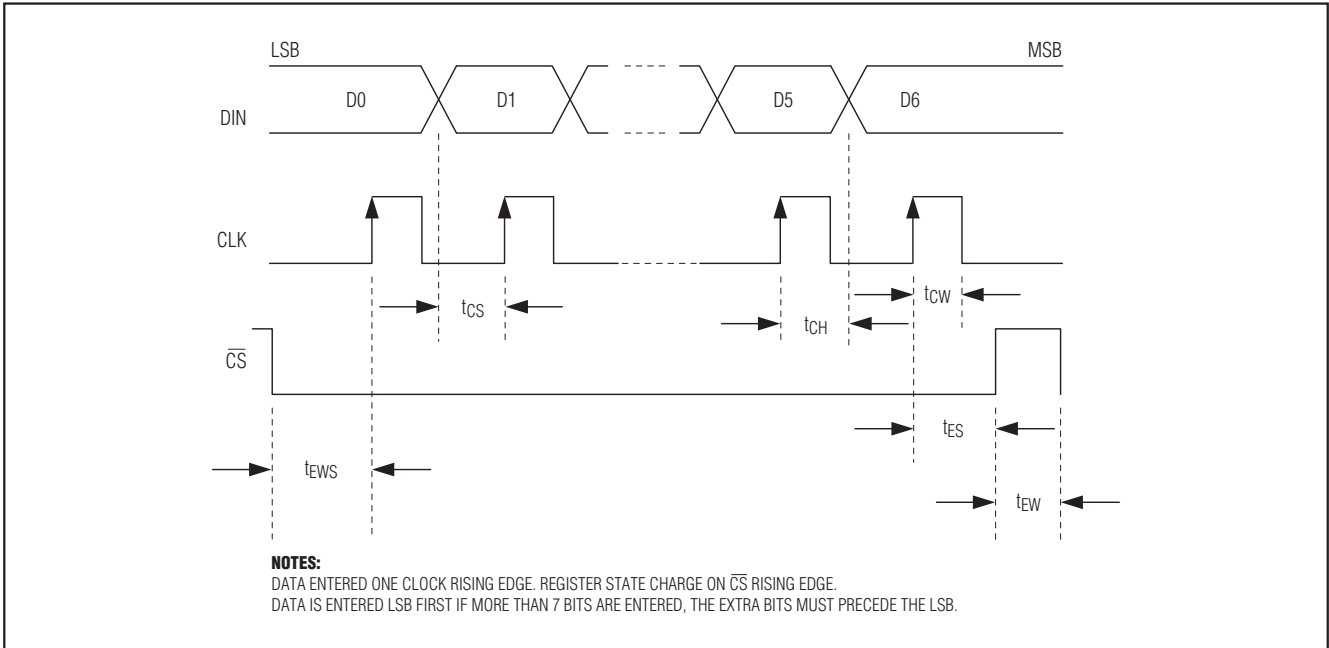 LSB MSB
DIN D0 D1 D5 D6
CLK
tCS tCH tCW
CS
tEWS tES
tEW
NOTES:
DATA ENTERED ONE CLOCK RISING EDGE. REGISTER STATE CHARGE ON CS RISING EDGE.
DATA IS ENTERED LSB FIRST IF MORE THAN 7 BITS ARE ENTERED, THE EXTRA BITS MUST PRECEDE THE LSB.